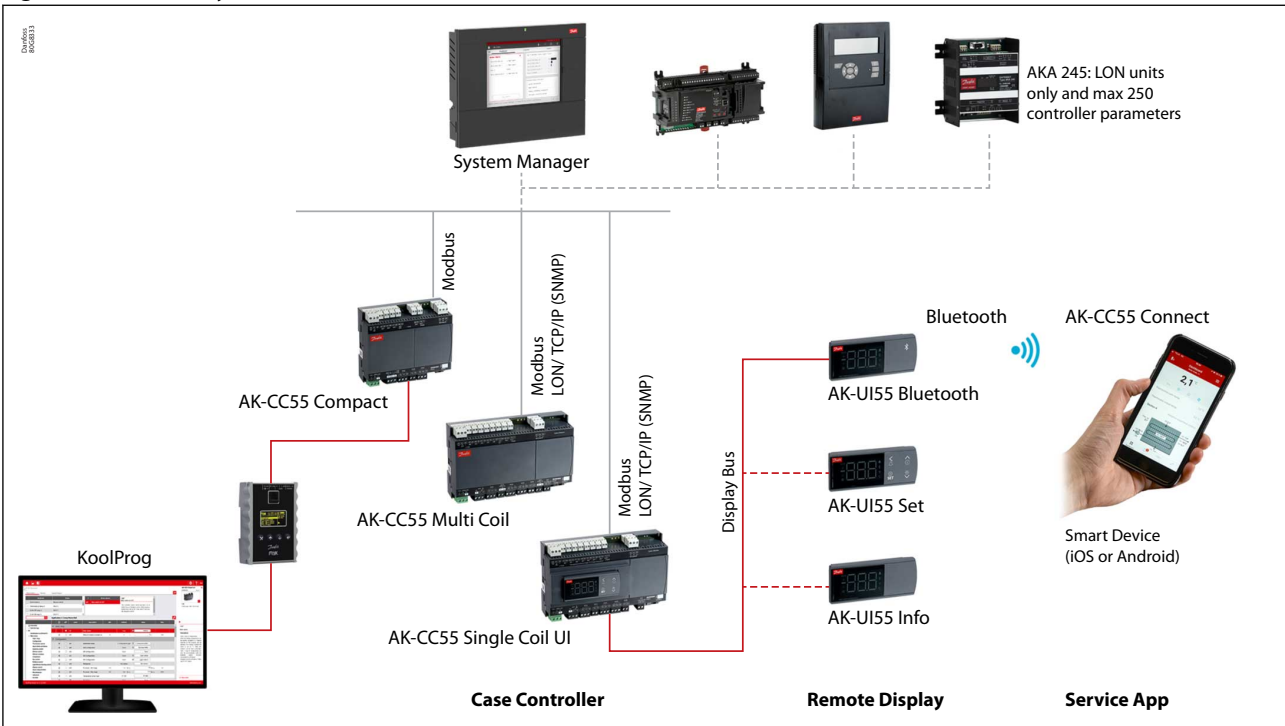 Danfoss
80G8333
System Manager
AKA 245: LON units
only and max 250
controller parameters
Modbus
Modbus
LON/ TCP/IP (SNMP)
Modbus
LON/ TCP/IP (SNMP)
AK-CC55 Compact
AK-CC55 Multi Coil
AK-CC55 Single Coil UI
KoolProg
Display Bus
Bluetooth
AK-CC55 Connect
AK-UI55 Bluetooth
AK-UI55 Set
AK-UI55 Info
2,1
Smart Device
(iOS or Android)
Case Controller
Remote Display
Service App